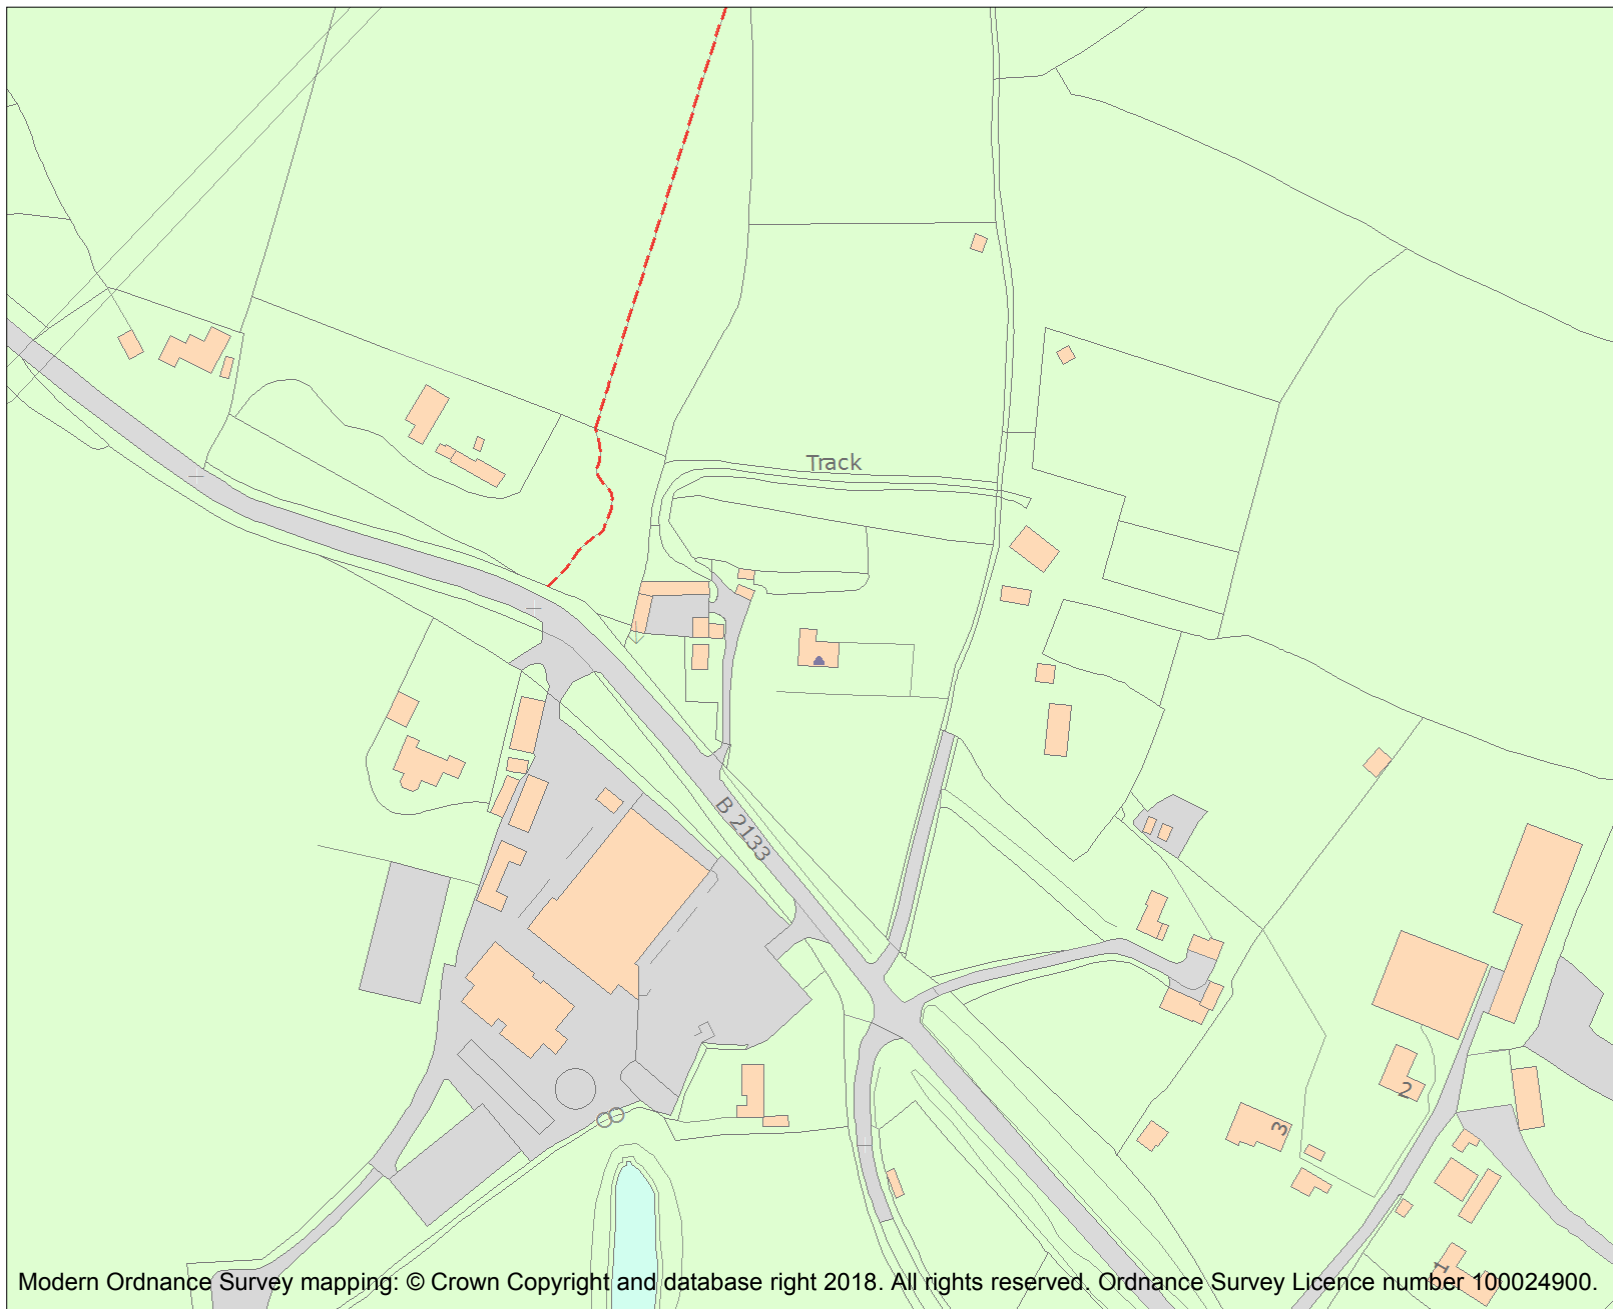 Track
B 2133
2
3
1
Modern Ordnance Survey mapping: © Crown Copyright and database right 2018. All rights reserved. Ordnance Survey Licence number 100024900.